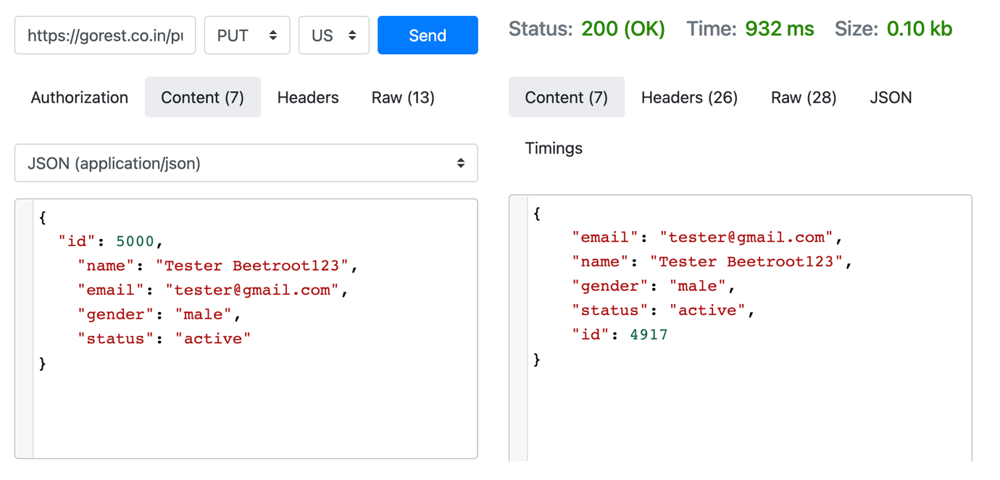 https://gorest.co.in/pu PUT US Send
Status: 200 (OK) Time: 932 ms Size: 0.10 kb
Authorization Content (7) Headers Raw (13)
Content (7) Headers (26) Raw (28) JSON
Timings
JSON (application/json)
{
"id": 5000,
"name": "Tester Beetroot123",
"email": "tester@gmail.com",
"gender": "male",
"status": "active"
}
{
"email": "tester@gmail.com",
"name": "Tester Beetroot123",
"gender": "male",
"status": "active",
"id": 4917
}